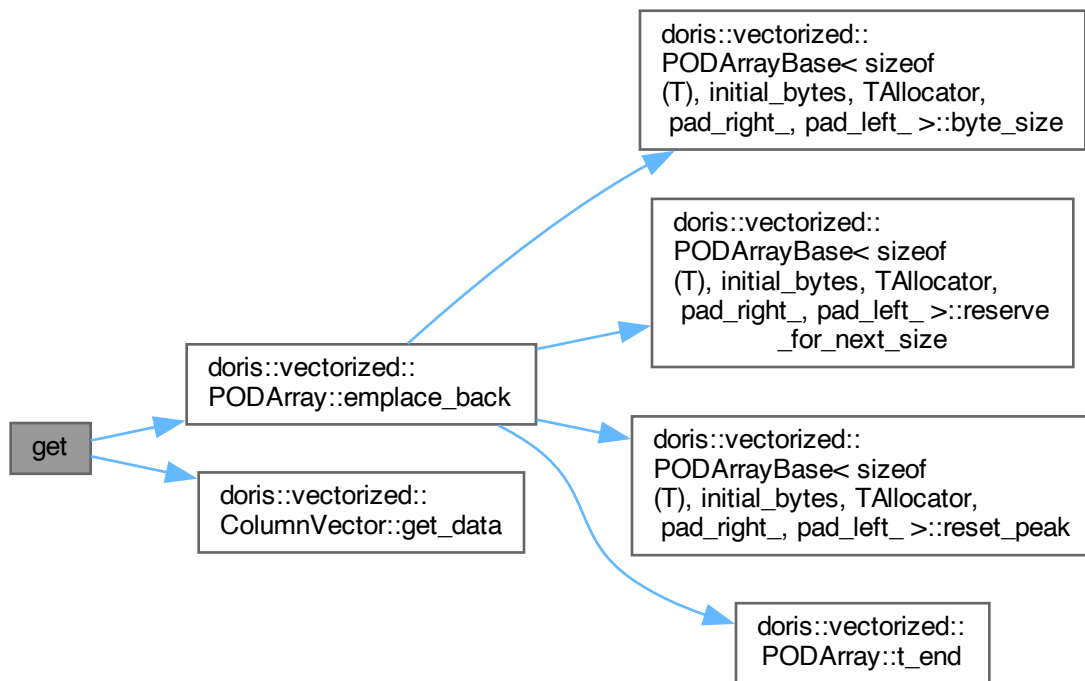 get
doris::vectorized::
PODArray::emplace_back
doris::vectorized::
ColumnVector::get_data
doris::vectorized::
PODArrayBase< sizeof
(T), initial_bytes, TAllocator,
pad_right_, pad_left_ >::byte_size
doris::vectorized::
PODArrayBase< sizeof
(T), initial_bytes, TAllocator,
pad_right_, pad_left_ >::reserve
_for_next_size
doris::vectorized::
PODArrayBase< sizeof
(T), initial_bytes, TAllocator,
pad_right_, pad_left_ >::reset_peak
doris::vectorized::
PODArray::t_end